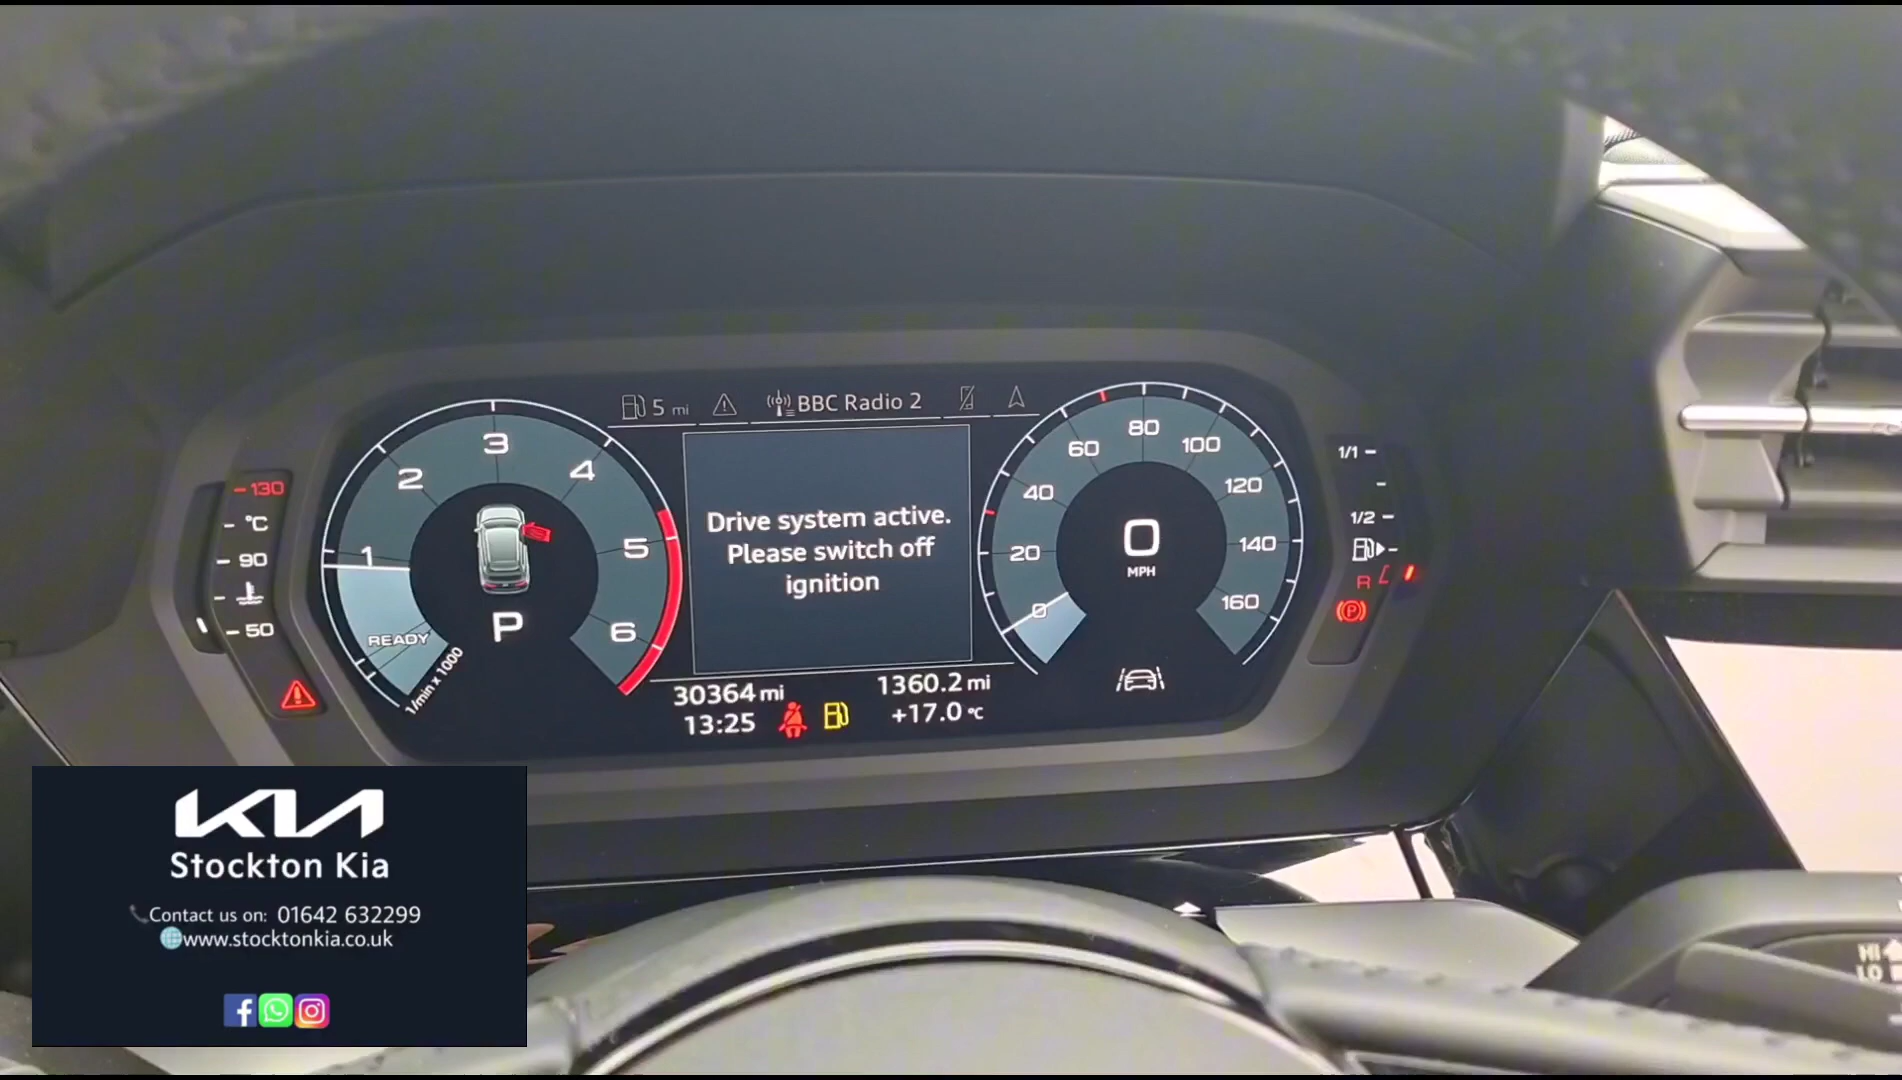 5 mi
BBC Radio 2
1
2
3
4
5
6
READY
1/min x 1000
P
130
°C
90
50
Drive system active.
Please switch off
ignition
0
20
40
60
80
100
120
140
160
0
MPH
1/1
1/2
R
(P)
30364 mi
1360.2 mi
13:25
+17.0 °C
HI
LO
KIA
Stockton Kia
Contact us on: 01642 632299
www.stocktonkia.co.uk